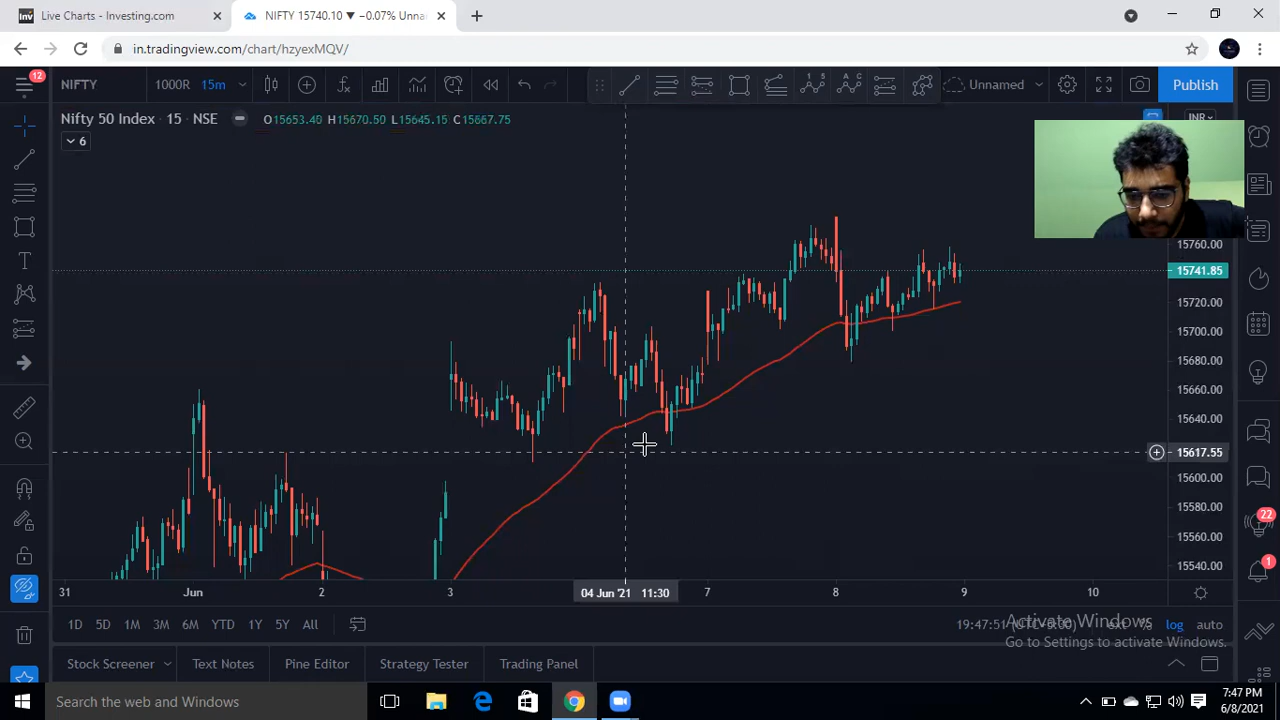 Live Charts - Investing.com
NIFTY 15740.10 ▼ −0.07% Unna
in.tradingview.com/chart/hzyexMQV/
12
NIFTY
1000R
15m
Unnamed
Publish
Nifty 50 Index · 15 · NSE
O15653.40 H15670.50 L15645.15 C15667.75
INR
6
15760.00
15741.85
15720.00
15700.00
15680.00
15660.00
15640.00
15617.55
15600.00
15580.00
15560.00
15540.00
22
1
31
Jun
2
3
04 Jun '21 11:30
7
8
9
10
1D
5D
1M
3M
6M
YTD
1Y
5Y
All
ext
%
log
auto
Activate Windows
Go to Settings to activate Windows.
Stock Screener
Text Notes
Pine Editor
Strategy Tester
Trading Panel
Search the web and Windows
7:47 PM
6/8/2021